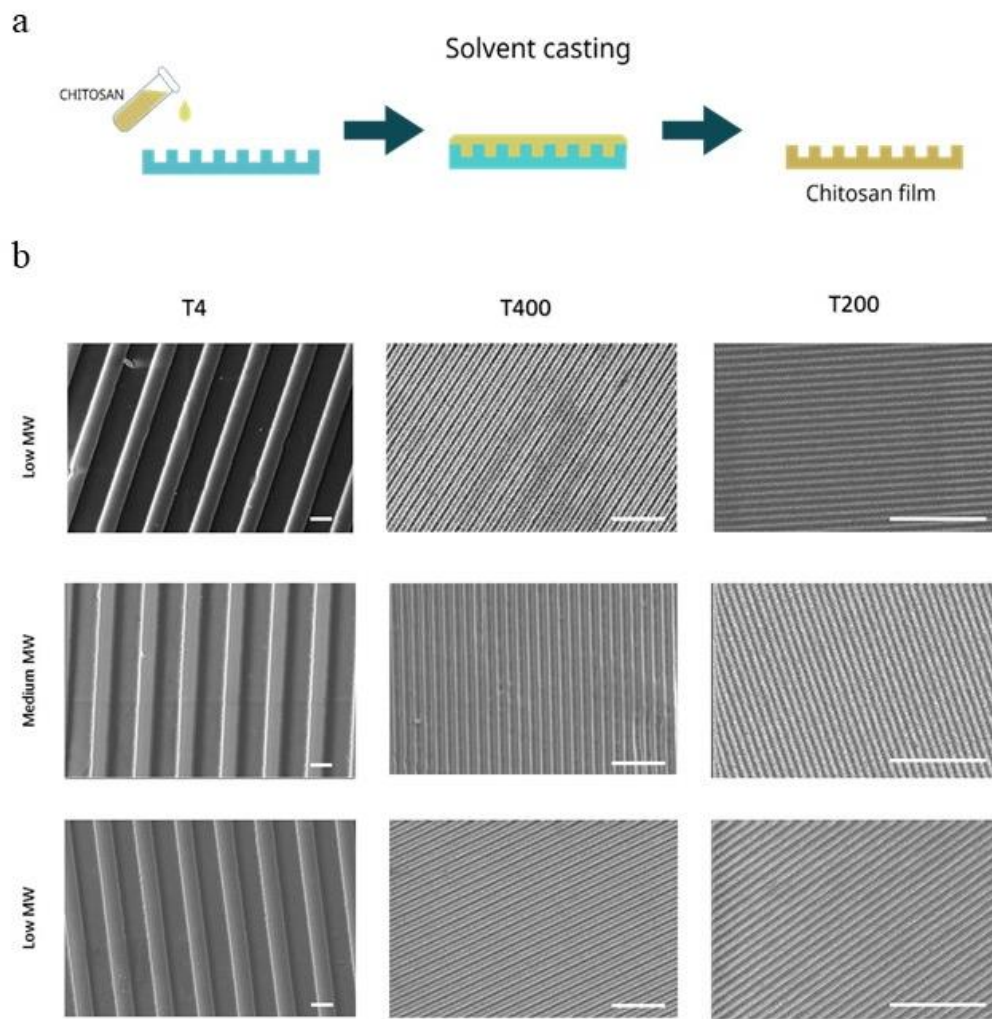 a
Solvent casting
CHITOSAN
Chitosan film
b
T4 T400 T200
Low MW
Medium MW
Low MW